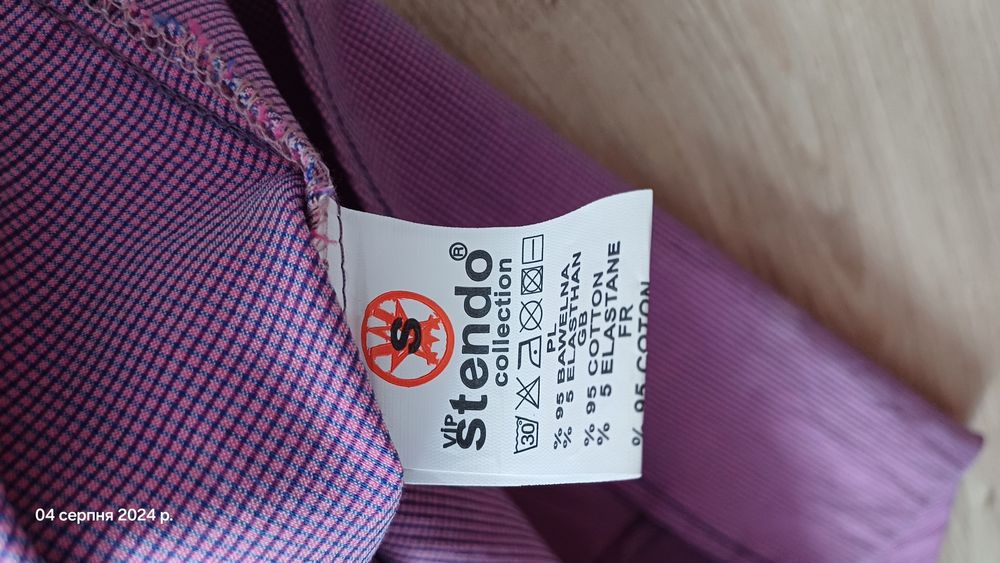 ViP
Stendo®
collection
S
30°
PL
% 95 BAWELNA
% 5 ELASTHAN
GB
% 95 COTTON
% 5 ELASTANE
FR
% 95 COTON
04 серпня 2024 р.